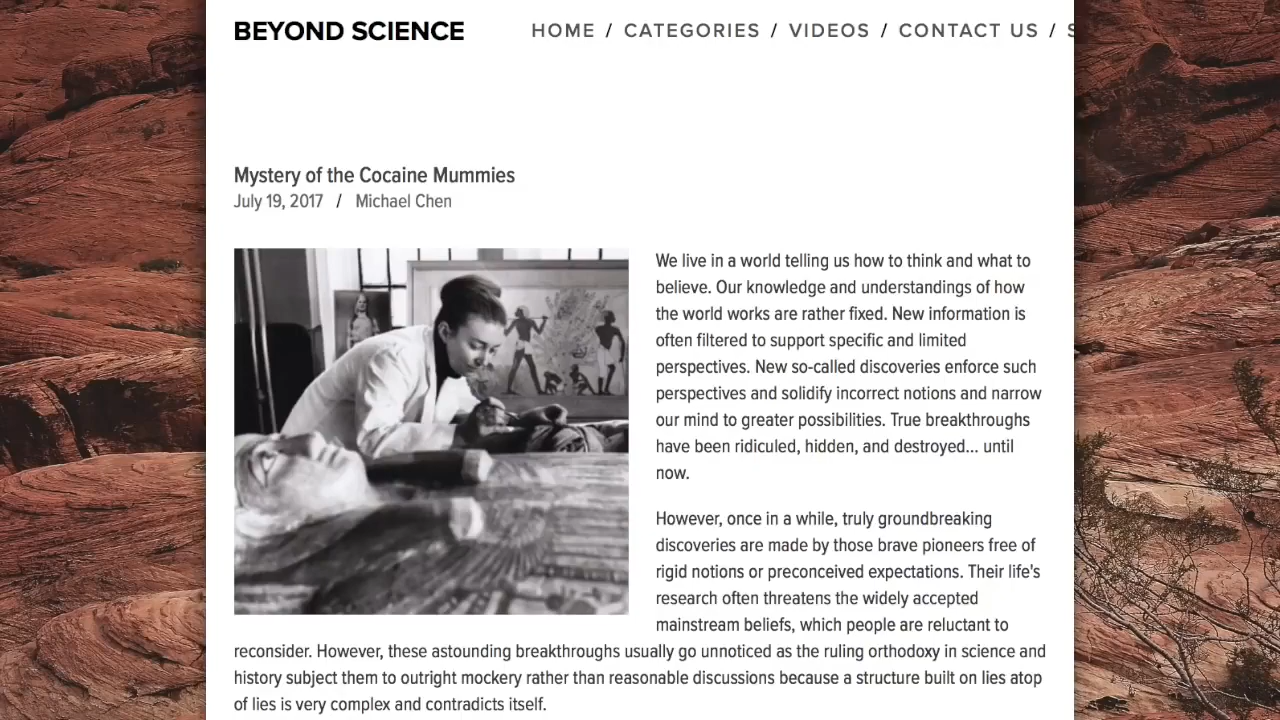 BEYOND SCIENCE
HOME / CATEGORIES / VIDEOS / CONTACT US /
Mystery of the Cocaine Mummies
July 19, 2017 / Michael Chen
We live in a world telling us how to think and what to
believe. Our knowledge and understandings of how
the world works are rather fixed. New information is
often filtered to support specific and limited
perspectives. New so-called discoveries enforce such
perspectives and solidify incorrect notions and narrow
our mind to greater possibilities. True breakthroughs
have been ridiculed, hidden, and destroyed... until
now.
However, once in a while, truly groundbreaking
discoveries are made by those brave pioneers free of
rigid notions or preconceived expectations. Their life's
research often threatens the widely accepted
mainstream beliefs, which people are reluctant to
reconsider. However, these astounding breakthroughs usually go unnoticed as the ruling orthodoxy in science and
history subject them to outright mockery rather than reasonable discussions because a structure built on lies atop
of lies is very complex and contradicts itself.